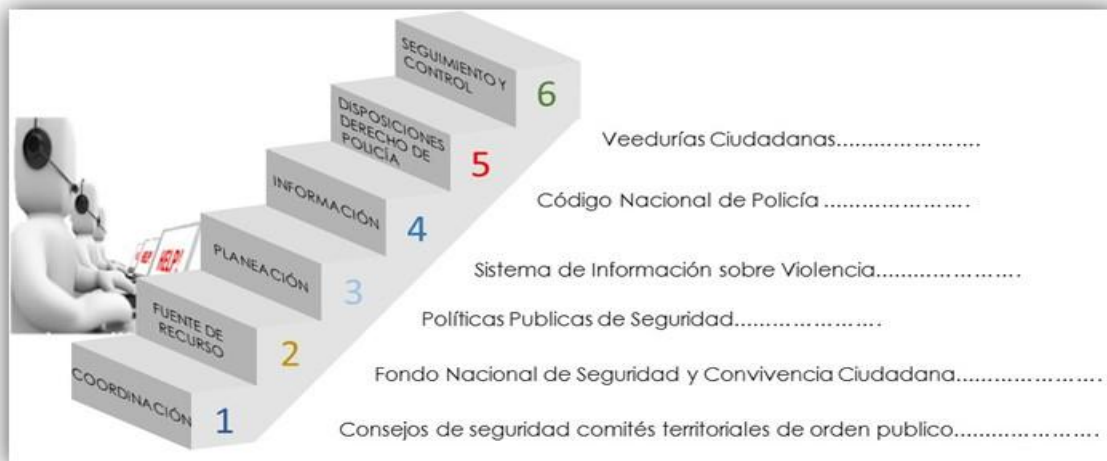 SEGUIMIENTO Y
CONTROL
6
DISPOSICIONES
DERECHO DE
POLICÍA
5
INFORMACIÓN
4
PLANEACIÓN
3
FUENTE DE
RECURSO
2
COORDINACIÓN
1
HELP!
Veedurías Ciudadanas.......................
Código Nacional de Policía .......................
Sistema de Información sobre Violencia.......................
Políticas Publicas de Seguridad.......................
Fondo Nacional de Seguridad y Convivencia Ciudadana.......................
Consejos de seguridad comités territoriales de orden publico.......................